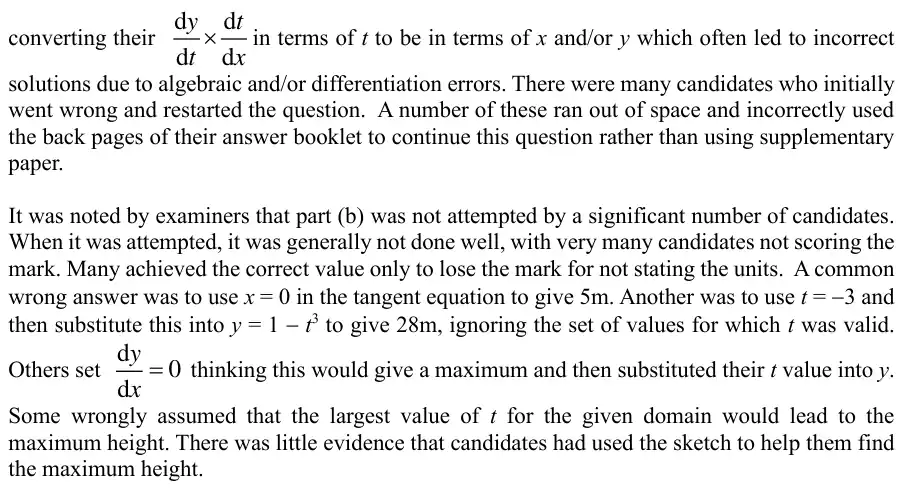 converting their dy/dt × dt/dx in terms of t to be in terms of x and/or y which often led to incorrect
solutions due to algebraic and/or differentiation errors. There were many candidates who initially
went wrong and restarted the question. A number of these ran out of space and incorrectly used
the back pages of their answer booklet to continue this question rather than using supplementary
paper.
It was noted by examiners that part (b) was not attempted by a significant number of candidates.
When it was attempted, it was generally not done well, with very many candidates not scoring the
mark. Many achieved the correct value only to lose the mark for not stating the units. A common
wrong answer was to use x = 0 in the tangent equation to give 5m. Another was to use t = –3 and
then substitute this into y = 1 – t³ to give 28m, ignoring the set of values for which t was valid.
Others set dy/dx = 0 thinking this would give a maximum and then substituted their t value into y.
Some wrongly assumed that the largest value of t for the given domain would lead to the
maximum height. There was little evidence that candidates had used the sketch to help them find
the maximum height.